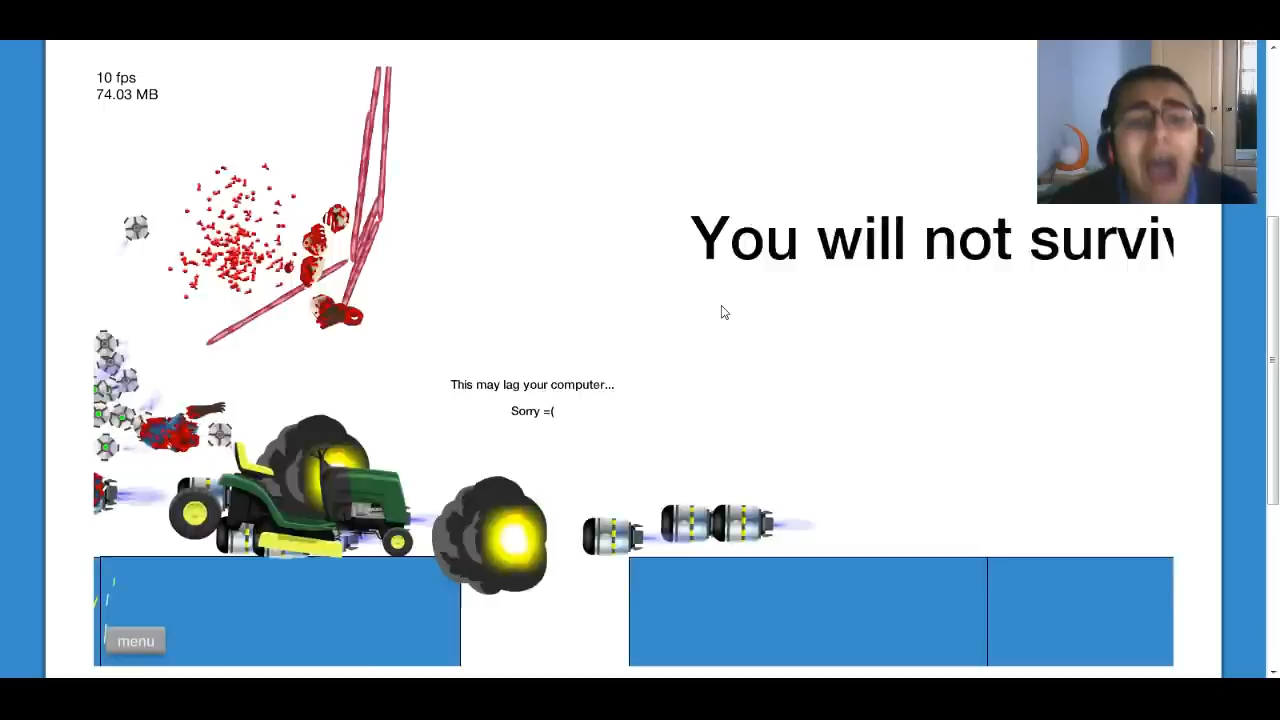 10 fps
74.03 MB
You will not surviv
This may lag your computer...
Sorry =(
menu